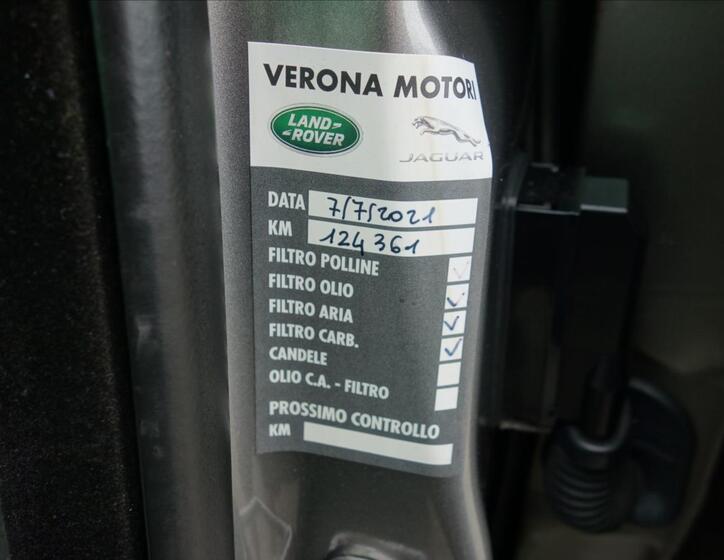 VERONA MOTORI
LAND-
-ROVER
JAGUAR
DATA 7/7/2021
KM 124361
FILTRO POLLINE
FILTRO OLIO
FILTRO ARIA
FILTRO CARB.
CANDELE
OLIO C.A. - FILTRO
PROSSIMO CONTROLLO
KM